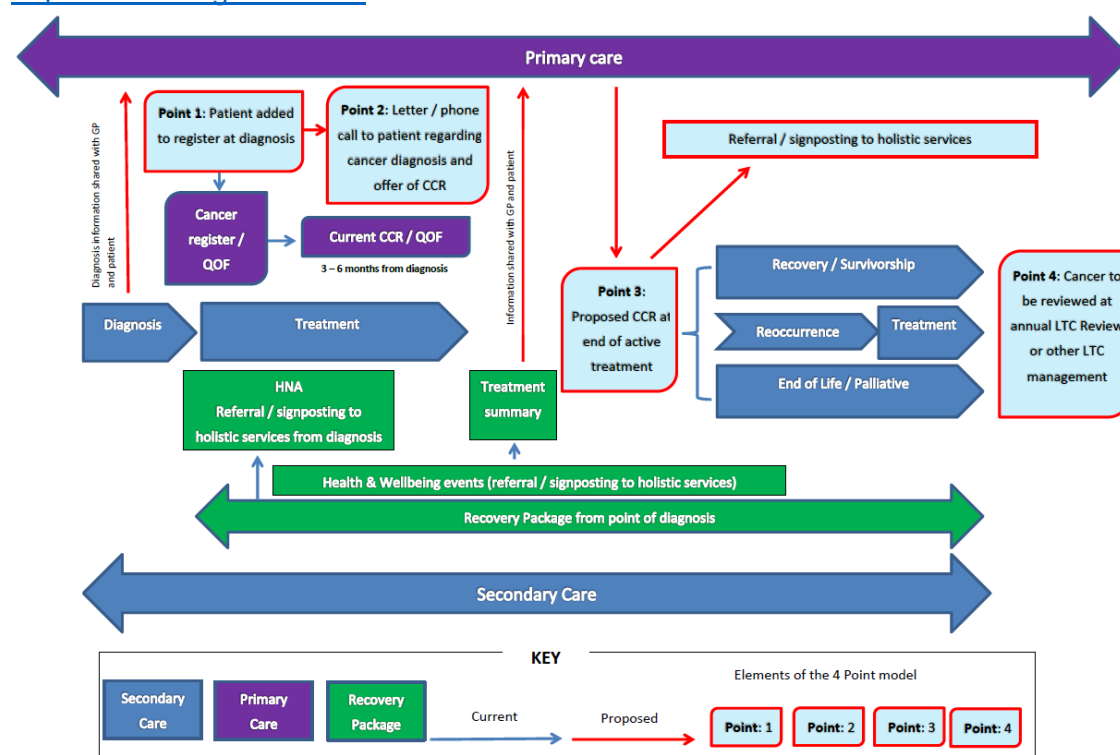 Primary care
Diagnosis information shared with GP
and patient
Point 1: Patient added
to register at diagnosis
Point 2: Letter / phone
call to patient regarding
cancer diagnosis and
offer of CCR
Cancer
register /
QOF
Current CCR / QOF
3 – 6 months from diagnosis
Information shared with GP and patient
Referral / signposting to holistic services
Diagnosis
Treatment
Point 3:
Proposed CCR at
end of active
treatment
Recovery / Survivorship
Reoccurrence
Treatment
End of Life / Palliative
Point 4: Cancer to
be reviewed at
annual LTC Review
or other LTC
management
HNA
Referral / signposting to
holistic services from diagnosis
Treatment
summary
Health & Wellbeing events (referral / signposting to holistic services)
Recovery Package from point of diagnosis
Secondary Care
KEY
Secondary
Care
Primary
Care
Recovery
Package
Current
Proposed
Elements of the 4 Point model
Point: 1
Point: 2
Point: 3
Point: 4